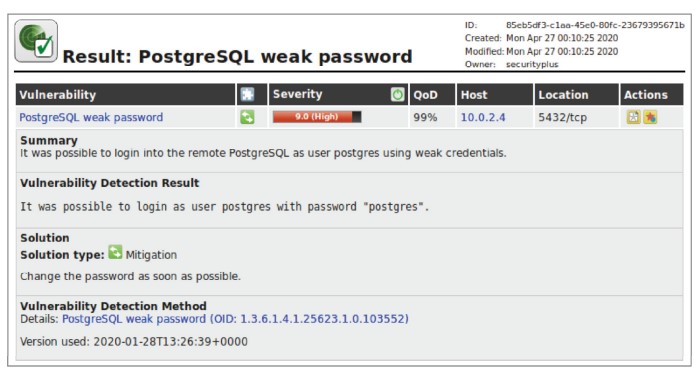 Result: PostgreSQL weak password
ID: 85eb5df3-c1aa-45e0-80fc-23679395671b
Created: Mon Apr 27 00:10:25 2020
Modified: Mon Apr 27 00:10:25 2020
Owner: securityplus
Vulnerability Severity QoD Host Location Actions
PostgreSQL weak password 9.0 (High) 99% 10.0.2.4 5432/tcp
Summary
It was possible to login into the remote PostgreSQL as user postgres using weak credentials.
Vulnerability Detection Result
It was possible to login as user postgres with password "postgres".
Solution
Solution type: Mitigation
Change the password as soon as possible.
Vulnerability Detection Method
Details: PostgreSQL weak password (OID: 1.3.6.1.4.1.25623.1.0.103552)
Version used: 2020-01-28T13:26:39+0000